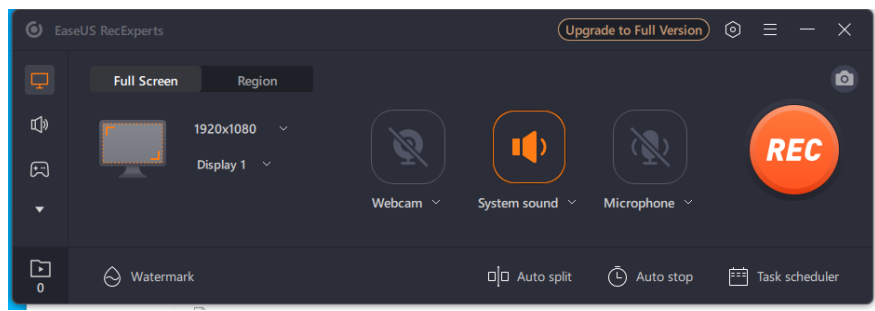 EaseUS RecExperts
Upgrade to Full Version
Full Screen
Region
1920x1080
Display 1
Webcam
System sound
Microphone
REC
0
Watermark
Auto split
Auto stop
Task scheduler